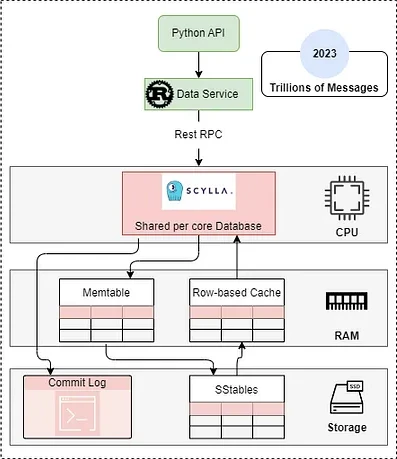 Python API
2023
Trillions of Messages
R
Data Service
Rest RPC
SCYLLA.
Shared per core Database
CPU
Memtable
Row-based Cache
RAM
Commit Log
SStables
SSD
Storage